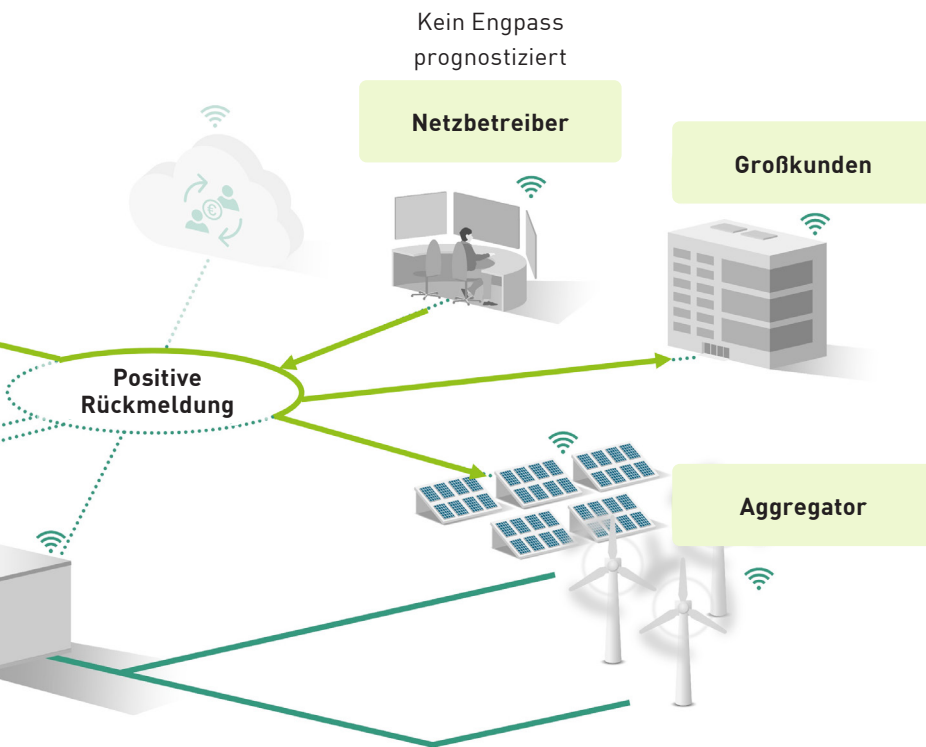 Kein Engpass
prognostiziert
Netzbetreiber
Großkunden
€
Positive
Rückmeldung
Aggregator